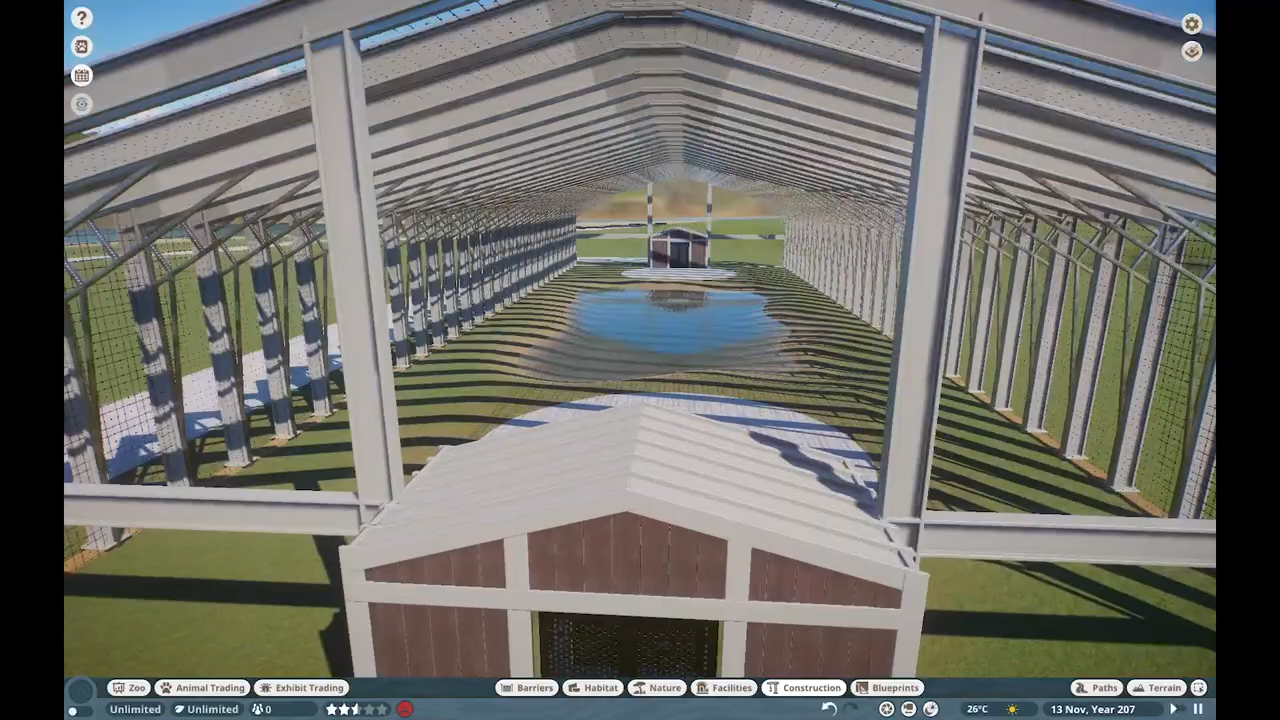 ?
Zoo Animal Trading Exhibit Trading Barriers Habitat Nature Facilities Construction Blueprints Paths Terrain
Unlimited Unlimited 0 26°C 13 Nov, Year 207